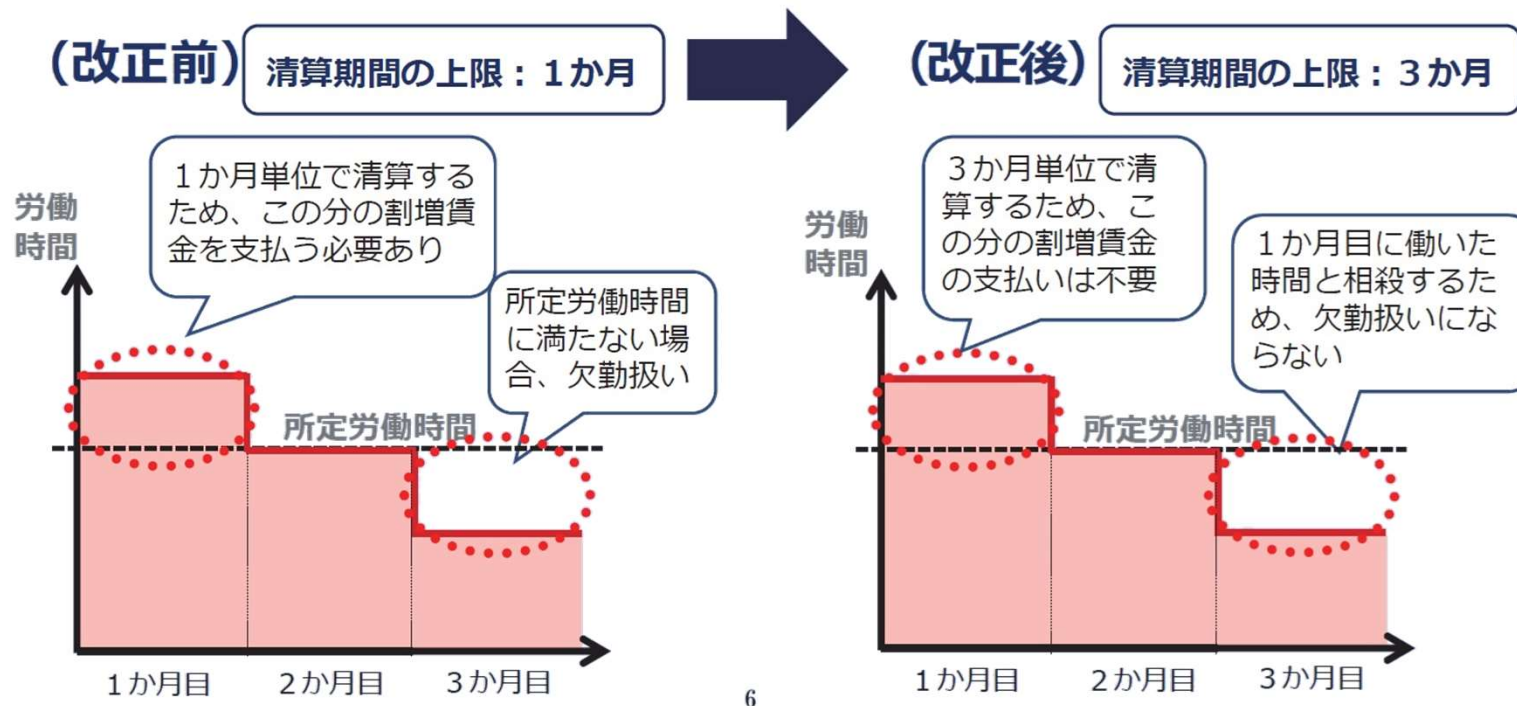 (改正前)
清算期間の上限：１か月
(改正後)
清算期間の上限：３か月
１か月単位で清算する
ため、この分の割増賃
金を支払う必要あり
労働
時間
所定労働時間
に満たない場
合、欠勤扱い
所定労働時間
１か月目
２か月目
３か月目
３か月単位で清
算するため、こ
の分の割増賃金
の支払いは不要
労働
時間
１か月目に働いた
時間と相殺するた
め、欠勤扱いにな
らない
所定労働時間
１か月目
２か月目
３か月目
6